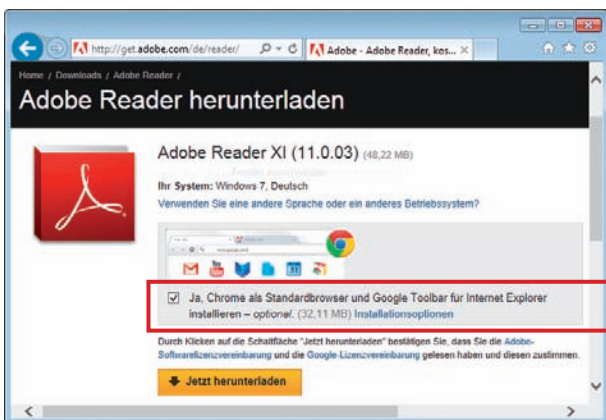 http://get.adobe.com/de/reader/
Adobe - Adobe Reader, kos...
Home / Downloads / Adobe Reader /
Adobe Reader herunterladen
Adobe Reader XI (11.0.03) (48,22 MB)
Ihr System: Windows 7, Deutsch
Verwenden Sie eine andere Sprache oder ein anderes Betriebssystem?
Ja, Chrome als Standardbrowser und Google Toolbar für Internet Explorer
installieren – optional. (32,11 MB) Installationsoptionen
Durch Klicken auf die Schaltfläche "Jetzt herunterladen" bestätigen Sie, dass Sie die Adobe-
Softwarelizenzvereinbarung und die Google-Lizenzvereinbarung gelesen haben und diesen zustimmen.
Jetzt herunterladen